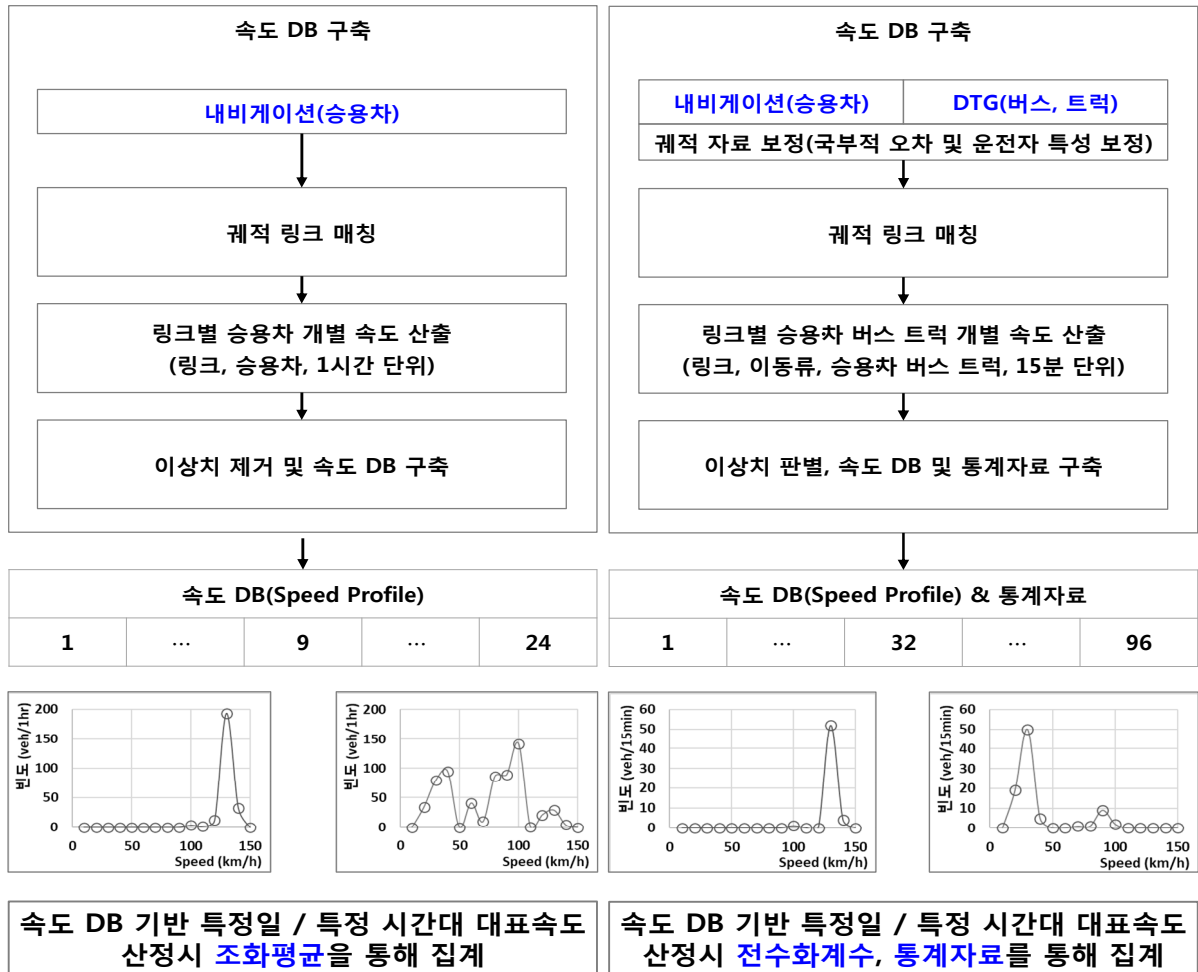 속도 DB 구축
내비게이션(승용차)
궤적 링크 매칭
링크별 승용차 개별 속도 산출
(링크, 승용차, 1시간 단위)
이상치 제거 및 속도 DB 구축
속도 DB(Speed Profile)
1 … 9 … 24
빈도 (veh/1hr)
200
150
100
50
0
0 50 100 150
Speed (km/h)
빈도 (veh/1hr)
200
150
100
50
0
0 50 100 150
Speed (km/h)
속도 DB 기반 특정일 / 특정 시간대 대표속도
산정시 조화평균을 통해 집계
속도 DB 구축
내비게이션(승용차) DTG(버스, 트럭)
궤적 자료 보정(국부적 오차 및 운전자 특성 보정)
궤적 링크 매칭
링크별 승용차·버스·트럭 개별 속도 산출
(링크, 이동류, 승용차·버스·트럭, 15분 단위)
이상치 판별, 속도 DB 및 통계자료 구축
속도 DB(Speed Profile) & 통계자료
1 … 32 … 96
빈도 (veh/15min)
60
50
40
30
20
10
0
0 50 100 150
Speed (km/h)
빈도 (veh/15min)
60
50
40
30
20
10
0
0 50 100 150
Speed (km/h)
속도 DB 기반 특정일 / 특정 시간대 대표속도
산정시 전수화계수, 통계자료를 통해 집계